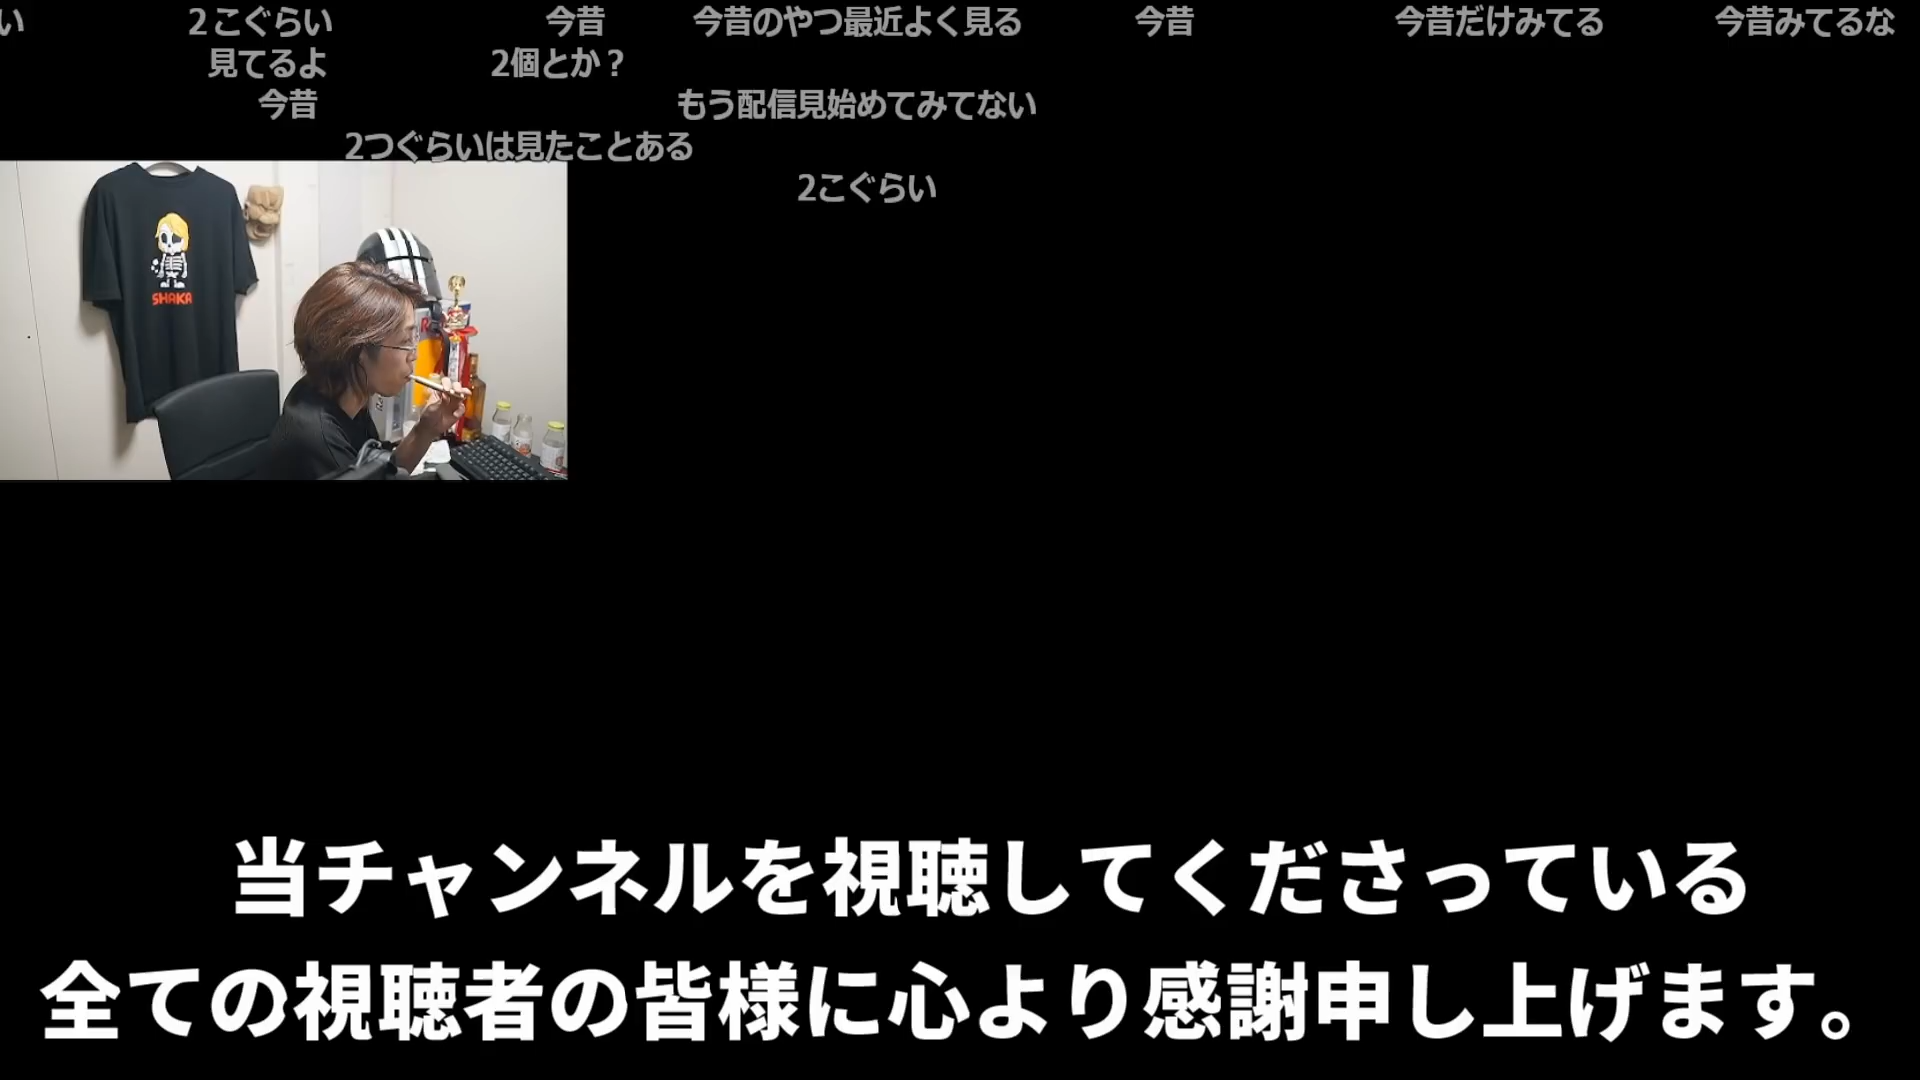 い 2こぐらい 今昔 今昔のやつ最近よく見る 今昔 今昔だけみてる 今昔みてるな
見てるよ 2個とか？
今昔 もう配信見始めてみてない
2つぐらいは見たことある
2こぐらい
SHAKA
当チャンネルを視聴してくださっている
全ての視聴者の皆様に心より感謝申し上げます。